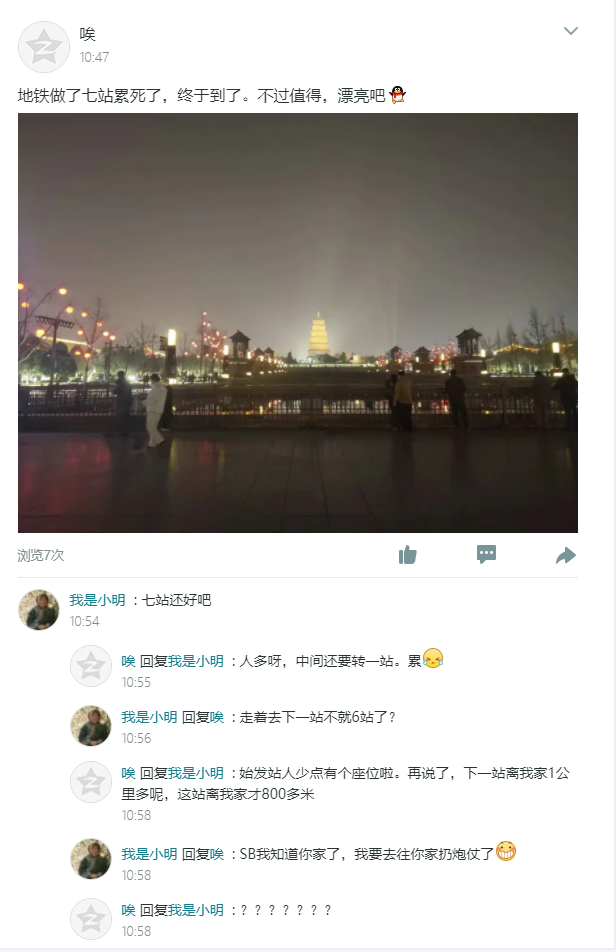 唉
10:47
地铁做了七站累死了，终于到了。不过值得，漂亮吧
浏览7次
我是小明 ：七站还好吧
10:54
唉 回复我是小明 ：人多呀，中间还要转一站。累
10:55
我是小明 回复唉 ：走着去下一站不就6站了？
10:56
唉 回复我是小明 ：始发站人少点有个座位啦。再说了，下一站离我家1公
里多呢，这站离我家才800多米
10:58
我是小明 回复唉 ：SB我知道你家了，我要去往你家扔炮仗了
10:58
唉 回复我是小明 ：？？？？？？？
10:58